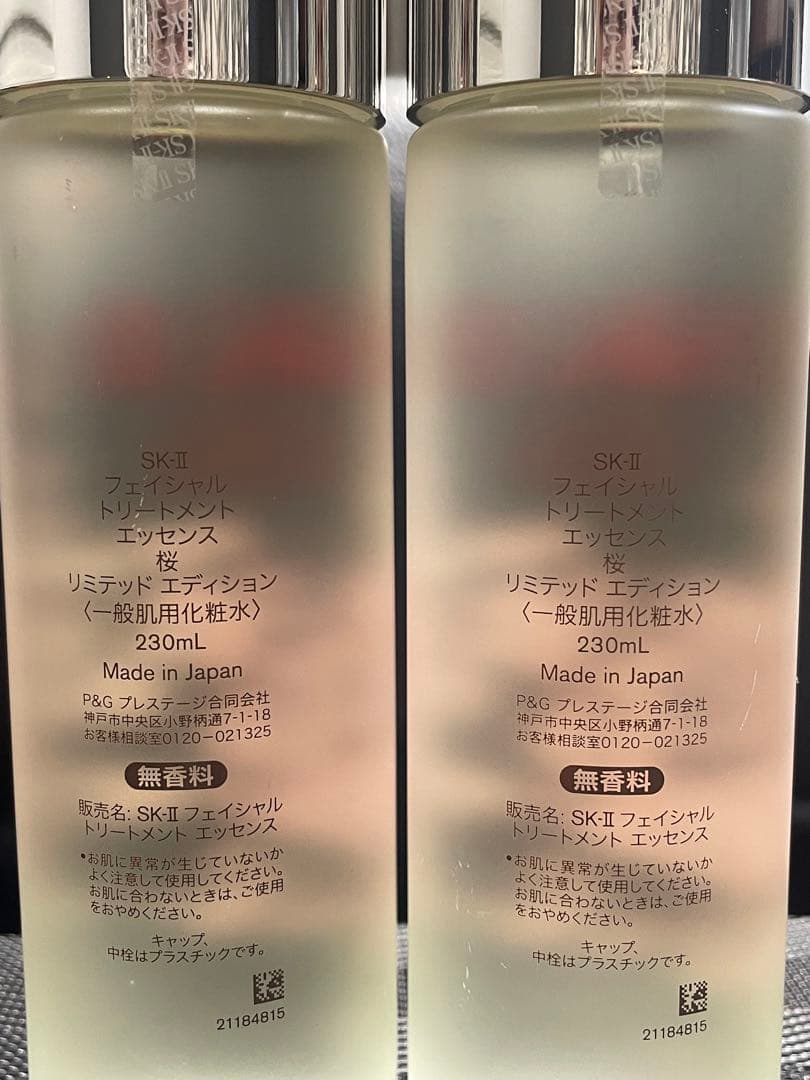 SK-II
フェイシャル
トリートメント
エッセンス
桜
リミテッド エディション
〈一般肌用化粧水〉
230mL
Made in Japan
P&G プレステージ合同会社
神戸市中央区小野柄通7-1-18
お客様相談室0120-021325
無香料
販売名: SK-II フェイシャル
トリートメント エッセンス
•お肌に異常が生じていないか
よく注意して使用してください。
お肌に合わないときは、ご使用
をおやめください。
キャップ、
中栓はプラスチックです。
21184815
SK-II
フェイシャル
トリートメント
エッセンス
桜
リミテッド エディション
〈一般肌用化粧水〉
230mL
Made in Japan
P&G プレステージ合同会社
神戸市中央区小野柄通7-1-18
お客様相談室0120-021325
無香料
販売名: SK-II フェイシャル
トリートメント エッセンス
•お肌に異常が生じていないか
よく注意して使用してください。
お肌に合わないときは、ご使用
をおやめください。
キャップ、
中栓はプラスチックです。
21184815